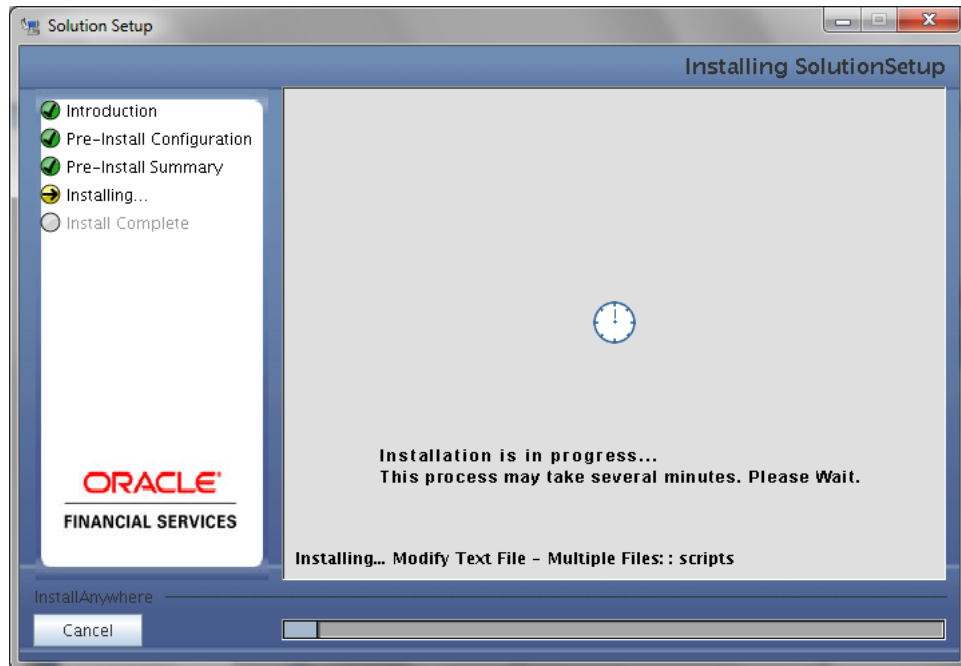 Solution Setup
Installing SolutionSetup
Introduction
Pre-Install Configuration
Pre-Install Summary
Installing...
Install Complete
ORACLE
FINANCIAL SERVICES
Installation is in progress...
This process may take several minutes. Please Wait.
Installing... Modify Text File - Multiple Files: : scripts
InstallAnywhere
Cancel